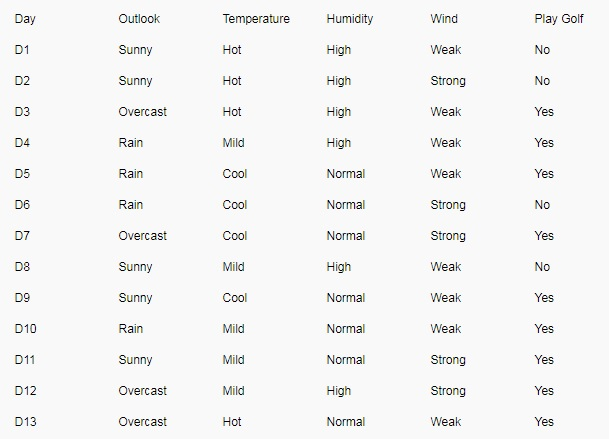 Day Outlook Temperature Humidity Wind Play Golf
D1 Sunny Hot High Weak No
D2 Sunny Hot High Strong No
D3 Overcast Hot High Weak Yes
D4 Rain Mild High Weak Yes
D5 Rain Cool Normal Weak Yes
D6 Rain Cool Normal Strong No
D7 Overcast Cool Normal Strong Yes
D8 Sunny Mild High Weak No
D9 Sunny Cool Normal Weak Yes
D10 Rain Mild Normal Weak Yes
D11 Sunny Mild Normal Strong Yes
D12 Overcast Mild High Strong Yes
D13 Overcast Hot Normal Weak Yes